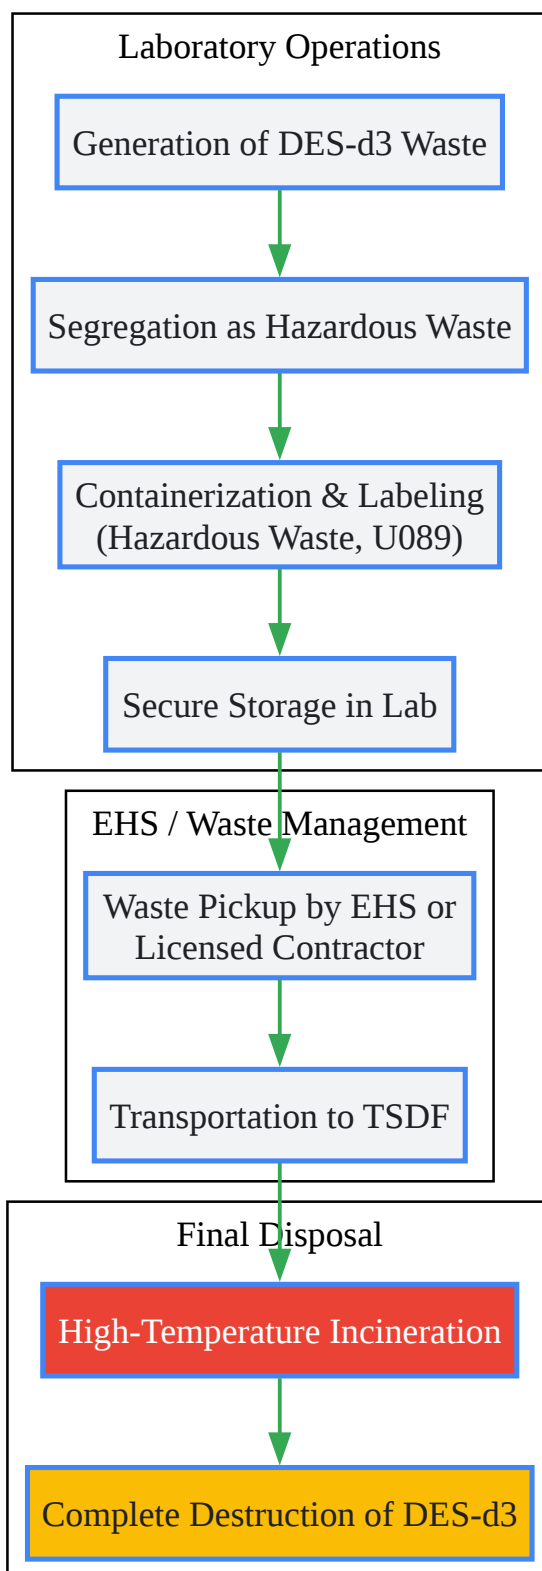 Laboratory Operations
Generation of DES-d3 Waste
Segregation as Hazardous Waste
Containerization & Labeling
(Hazardous Waste, U089)
Secure Storage in Lab
EHS / Waste Management
Waste Pickup by EHS or
Licensed Contractor
Transportation to TSDF
Final Disposal
High-Temperature Incineration
Complete Destruction of DES-d3